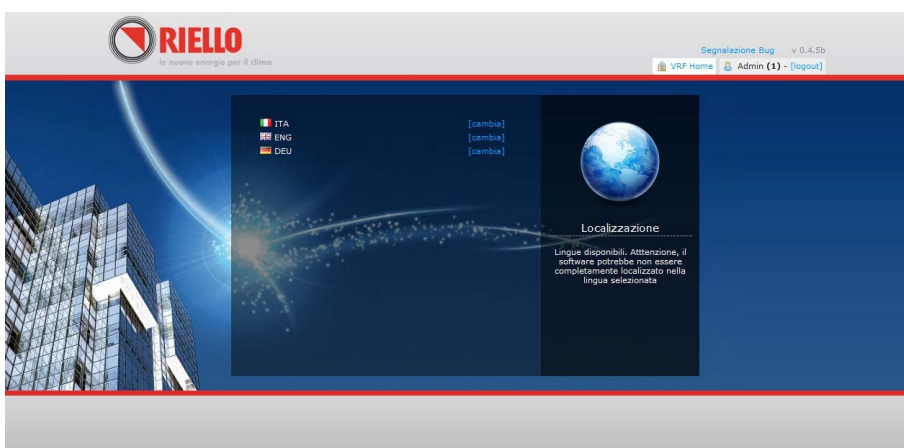 RIELLO
le nuove energie per il clima
Segnalazione Bug v 0.4.5b
VRF Home Admin (1) - [logout]
ITA [cambia]
ENG [cambia]
DEU [cambia]
Localizzazione
Lingue disponibili. Atttenzione, il
software potrebbe non essere
completamente localizzato nella
lingua selezionata